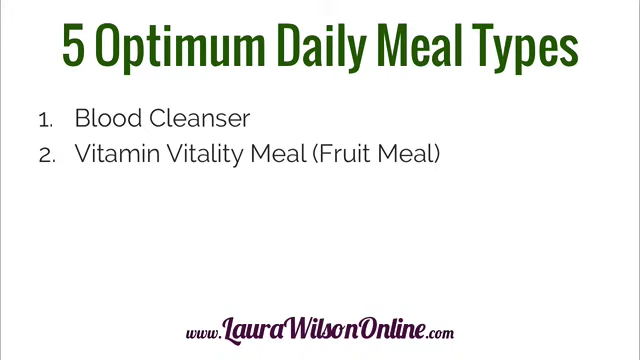 5 Optimum Daily Meal Types
1. Blood Cleanser
2. Vitamin Vitality Meal (Fruit Meal)
www.LauraWilsonOnline.com